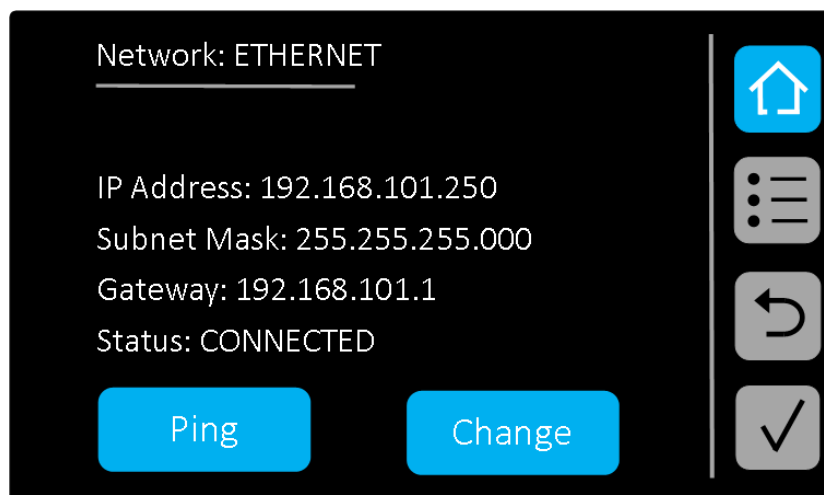 Network: ETHERNET
IP Address: 192.168.101.250
Subnet Mask: 255.255.255.000
Gateway: 192.168.101.1
Status: CONNECTED
Ping
Change